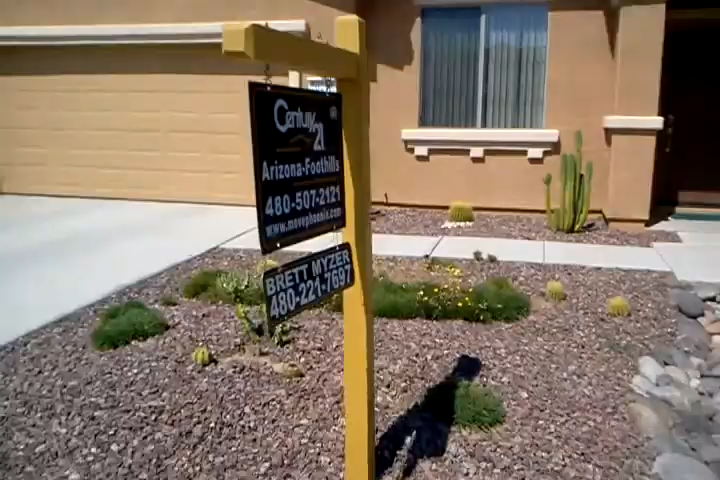 Century 21
Arizona-Foothills
480-507-2121
www.movephoenix.com
BRETT MYZER
480-221-7697